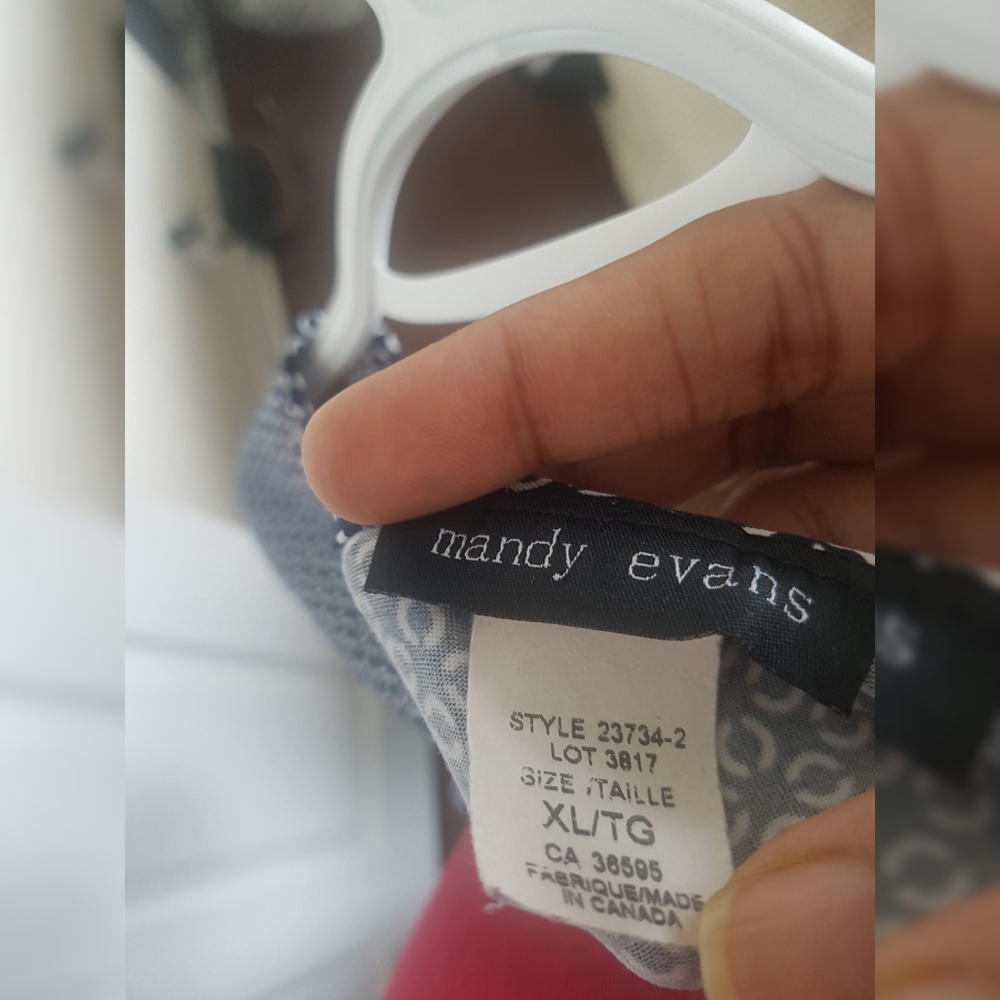 mandy evans
STYLE 23734-2
LOT 3817
SIZE /TAILLE
XL/TG
CA 36595
FABRIQUE/MADE
IN CANADA